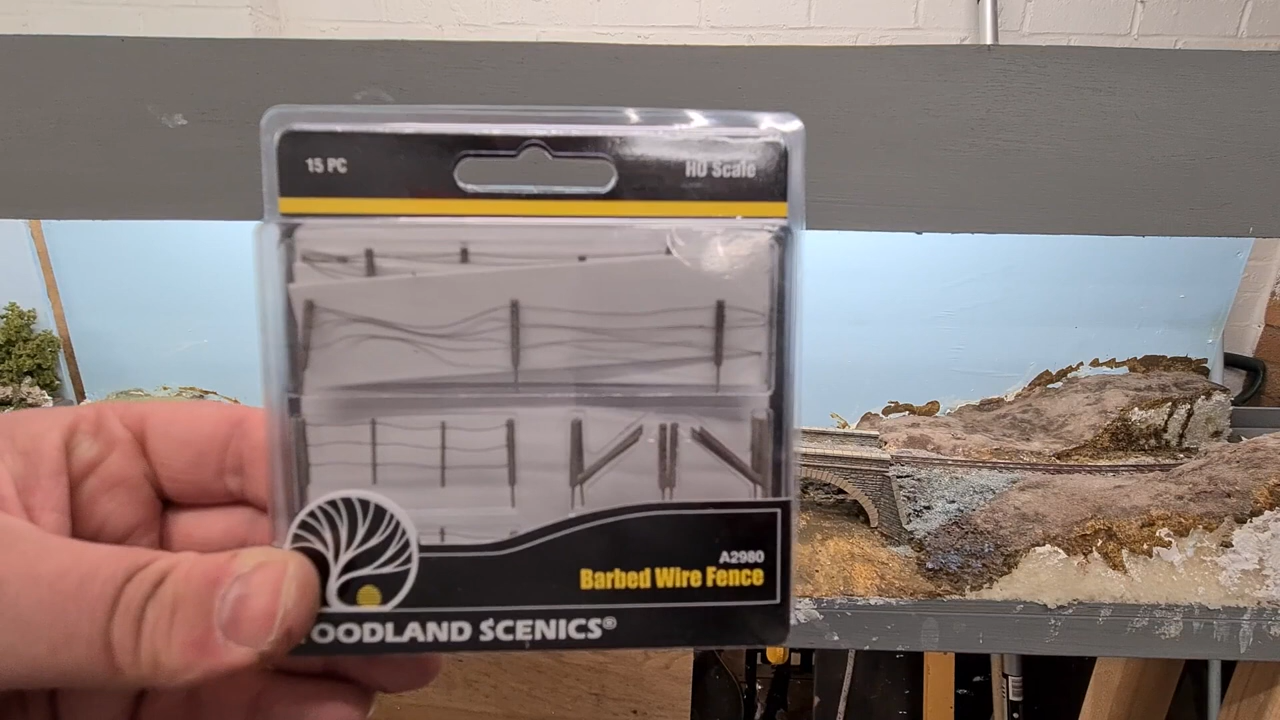 15 PC
HO Scale
A2980
Barbed Wire Fence
OODLAND SCENICS®